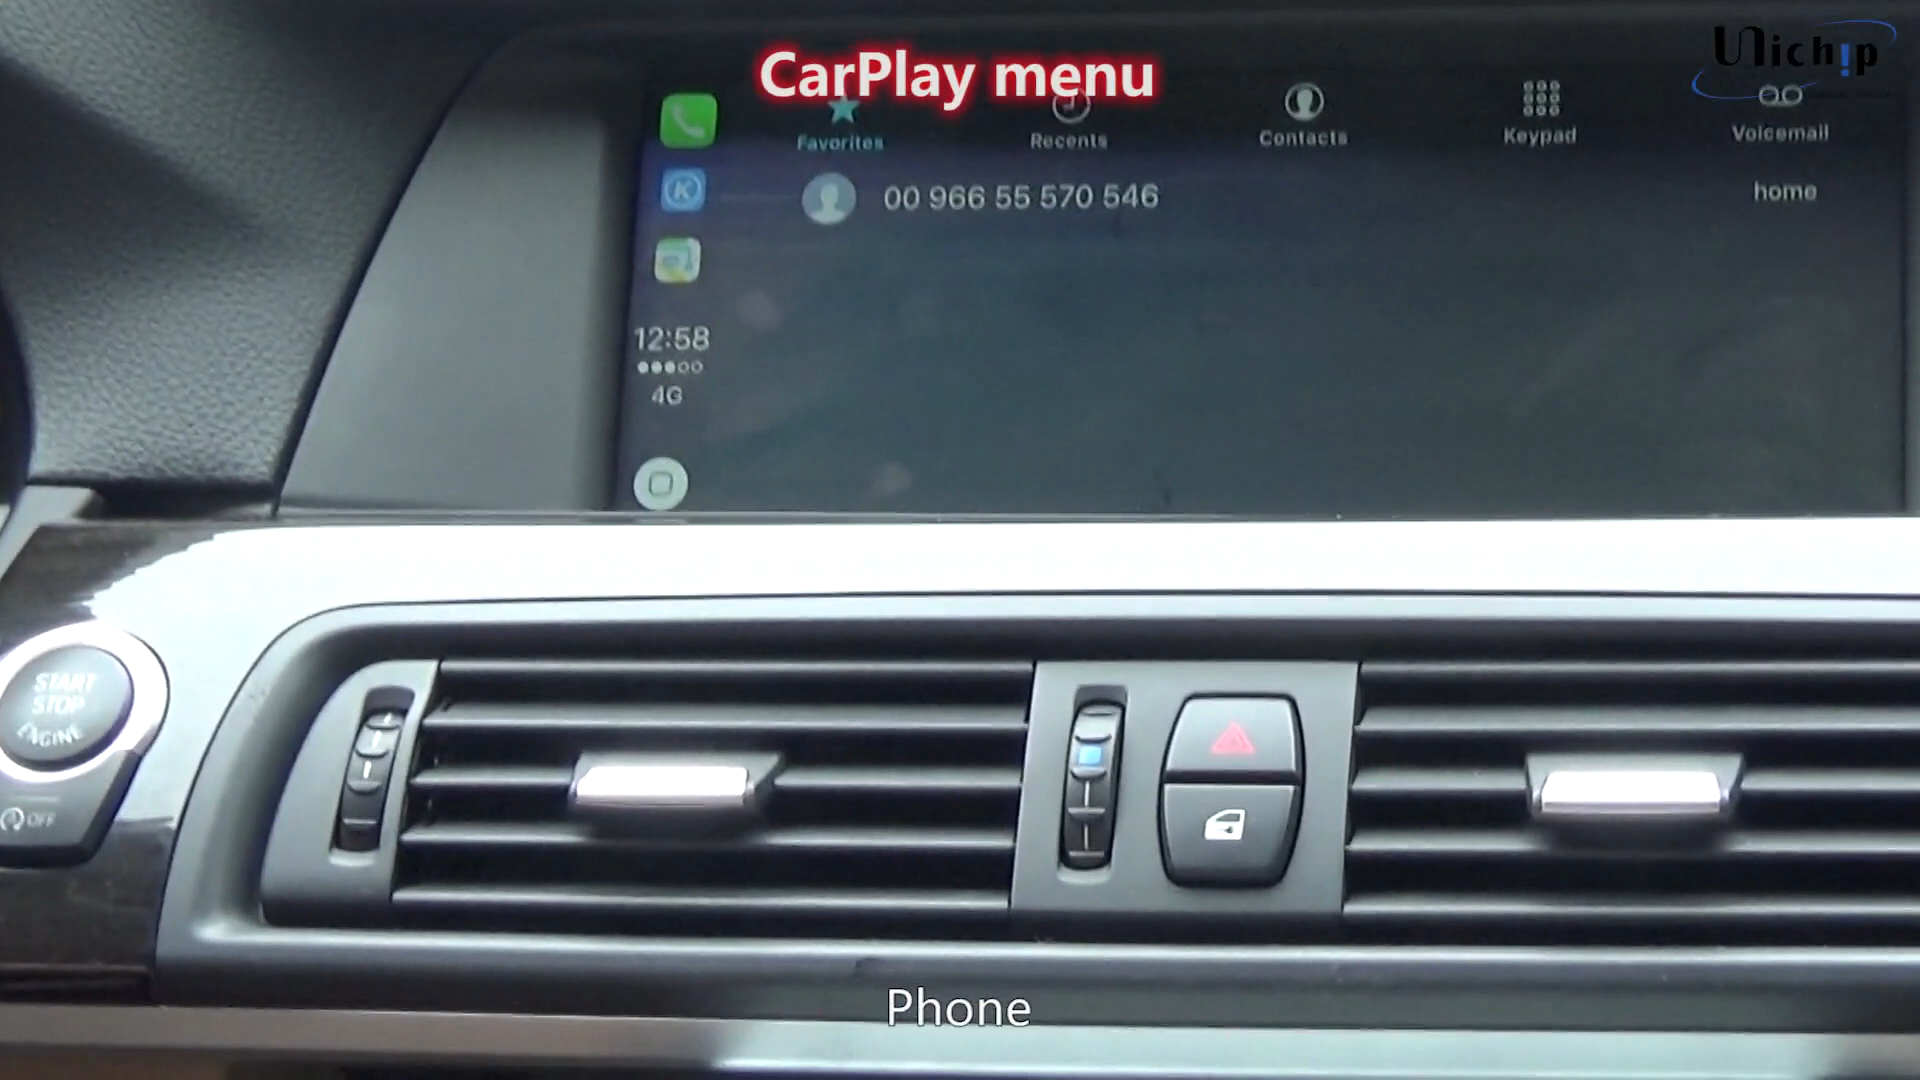 Unichip
CarPlay menu
Favorites
Recents
Contacts
Keypad
Voicemail
K
00 966 55 570 546
home
12:58
4G
START
STOP
ENGINE
OFF
Phone